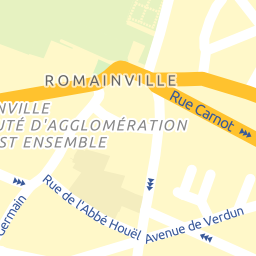 ROMAINVILLE
Rue Carnot
NVILLE
UTÉ D'AGGLOMÉRATION
ST ENSEMBLE
Rue de l'Abbé Houël
Germain
Avenue de Verdun